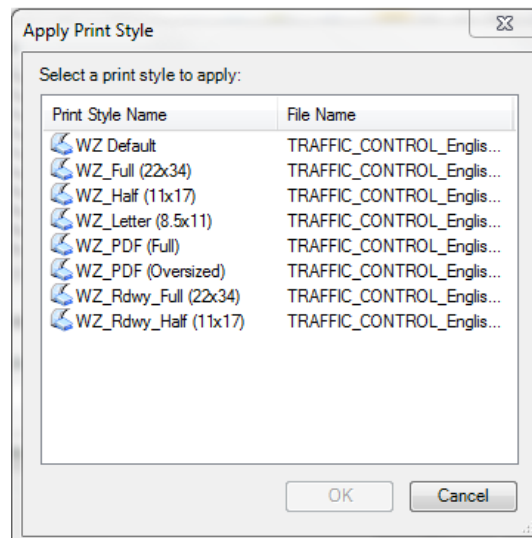 Apply Print Style
Select a print style to apply:
Print Style Name File Name
WZ Default TRAFFIC_CONTROL_Englis...
WZ_Full (22x34) TRAFFIC_CONTROL_Englis...
WZ_Half (11x17) TRAFFIC_CONTROL_Englis...
WZ_Letter (8.5x11) TRAFFIC_CONTROL_Englis...
WZ_PDF (Full) TRAFFIC_CONTROL_Englis...
WZ_PDF (Oversized) TRAFFIC_CONTROL_Englis...
WZ_Rdwy_Full (22x34) TRAFFIC_CONTROL_Englis...
WZ_Rdwy_Half (11x17) TRAFFIC_CONTROL_Englis...
OK Cancel